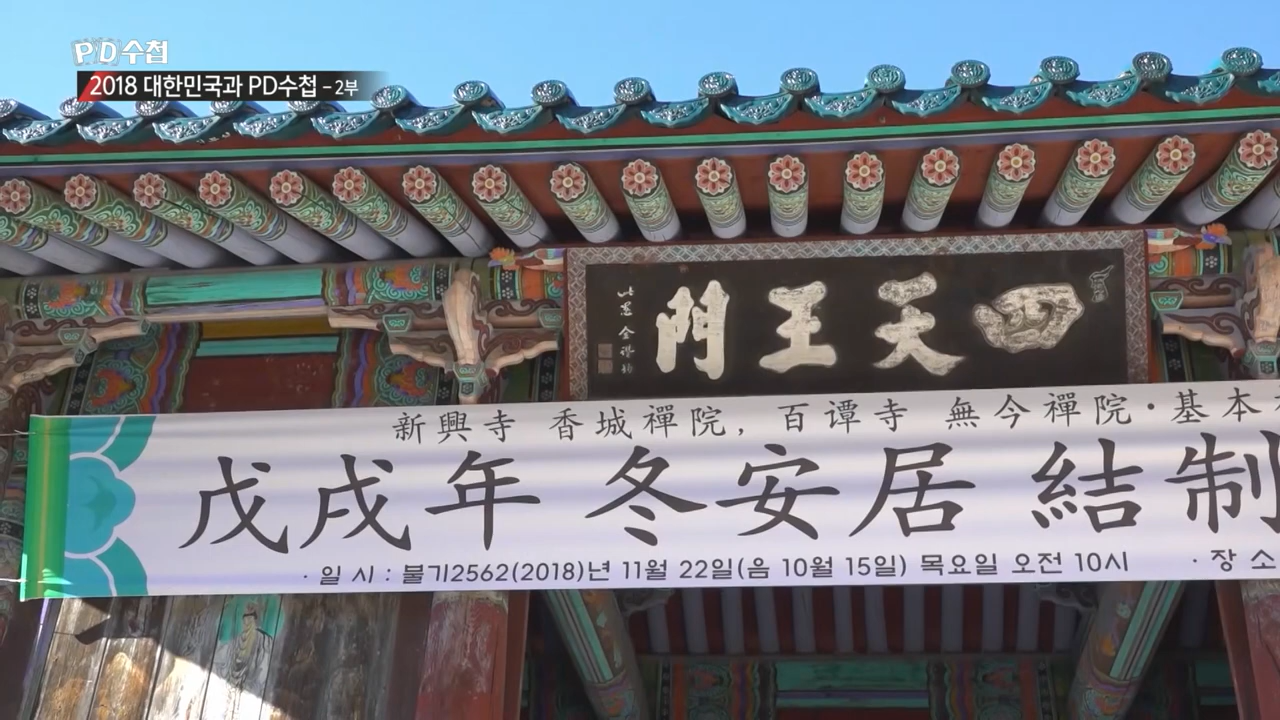 PD수첩
2018 대한민국과 PD수첩 - 2부
門王天四
新興寺 香城禪院, 百谭寺 無今禪院·基本
戊戌年 冬安居 結制
· 일 시 : 불기2562(2018)년 11월 22일(음 10월 15일) 목요일 오전 10시 · 장 소